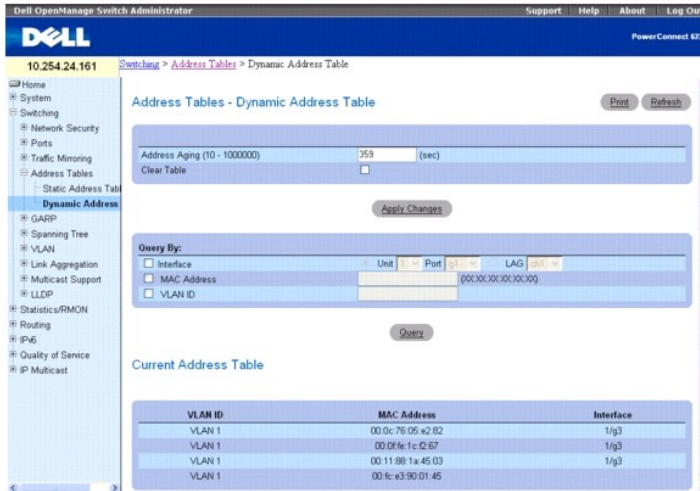 Dell OpenManage Switch Administrator
Support Help About Log Out
DELL
PowerConnect
10.254.24.161
Switching > Address Tables > Dynamic Address Table
Home
System
Switching
Network Security
Ports
Traffic Mirroring
Address Tables
Static Address Tabl
Dynamic Address
GARP
Spanning Tree
VLAN
Link Aggregation
Multicast Support
LLDP
Statistics/RMON
Routing
IPv6
Quality of Service
IP Multicast
Address Tables - Dynamic Address Table
Print Refresh
Address Aging (10 - 1000000) 359 (sec)
Clear Table
Apply Changes
Query By:
Interface Unit 1 Port g1 LAG ch1
MAC Address (XX:XX:XX:XX:XX:XX)
VLAN ID
Query
Current Address Table
VLAN ID MAC Address Interface
VLAN 1 00:0c:76:05:e2:82 1/g3
VLAN 1 00:0f:fe:1c:f2:67 1/g3
VLAN 1 00:11:88:1a:45:03 1/g3
VLAN 1 00:fc:e3:90:01:45